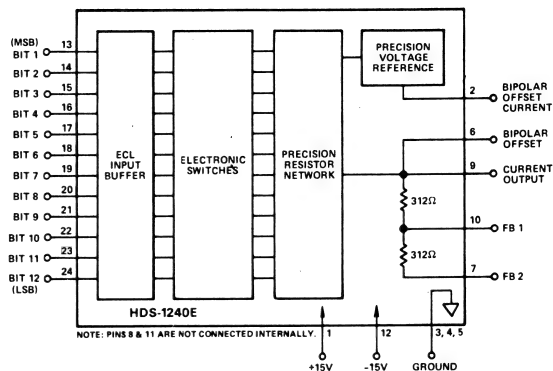 (MSB)
BIT 1 13
BIT 2 14
BIT 3 15
BIT 4 16
BIT 5 17
BIT 6 18
BIT 7 19
BIT 8 20
BIT 9 21
BIT 10 22
BIT 11 23
BIT 12 24
(LSB)
ECL
INPUT
BUFFER
ELECTRONIC
SWITCHES
PRECISION
RESISTOR
NETWORK
PRECISION
VOLTAGE
REFERENCE
2 BIPOLAR
OFFSET
CURRENT
6 BIPOLAR
OFFSET
9 CURRENT
OUTPUT
312Ω
10 FB 1
312Ω
7 FB 2
HDS-1240E
NOTE: PINS 8 & 11 ARE NOT CONNECTED INTERNALLY.
1 12 3, 4, 5
+15V -15V GROUND